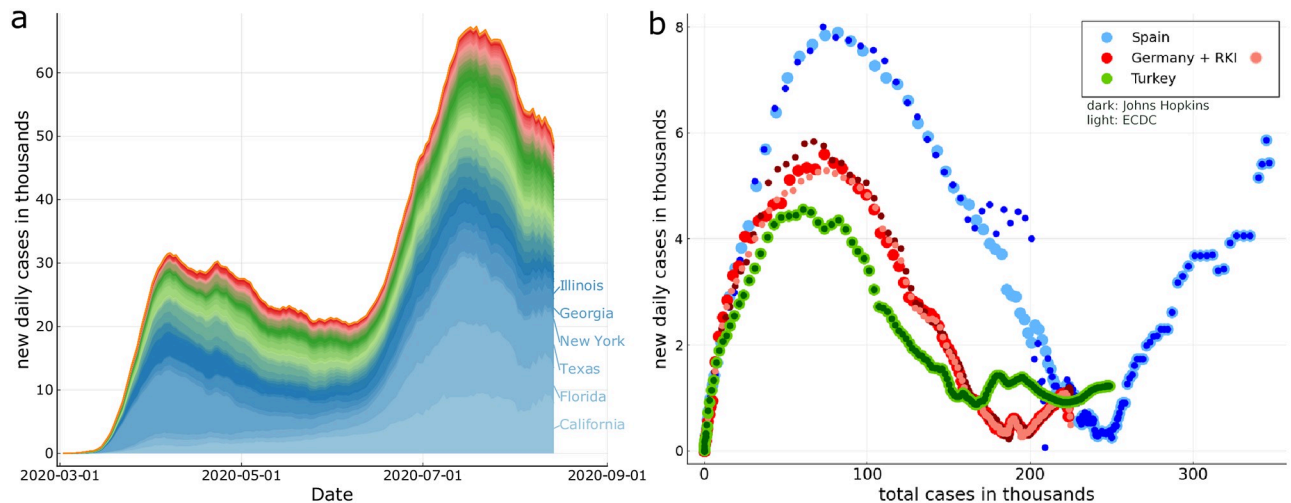 a
new daily cases in thousands
60
50
40
30
20
10
0
Illinois
Georgia
New York
Texas
Florida
California
2020-03-01 2020-05-01 2020-07-01 2020-09-01
Date
b
new daily cases in thousands
8
6
4
2
0
Spain
Germany + RKI
Turkey
dark: Johns Hopkins
light: ECDC
0 100 200 300
total cases in thousands